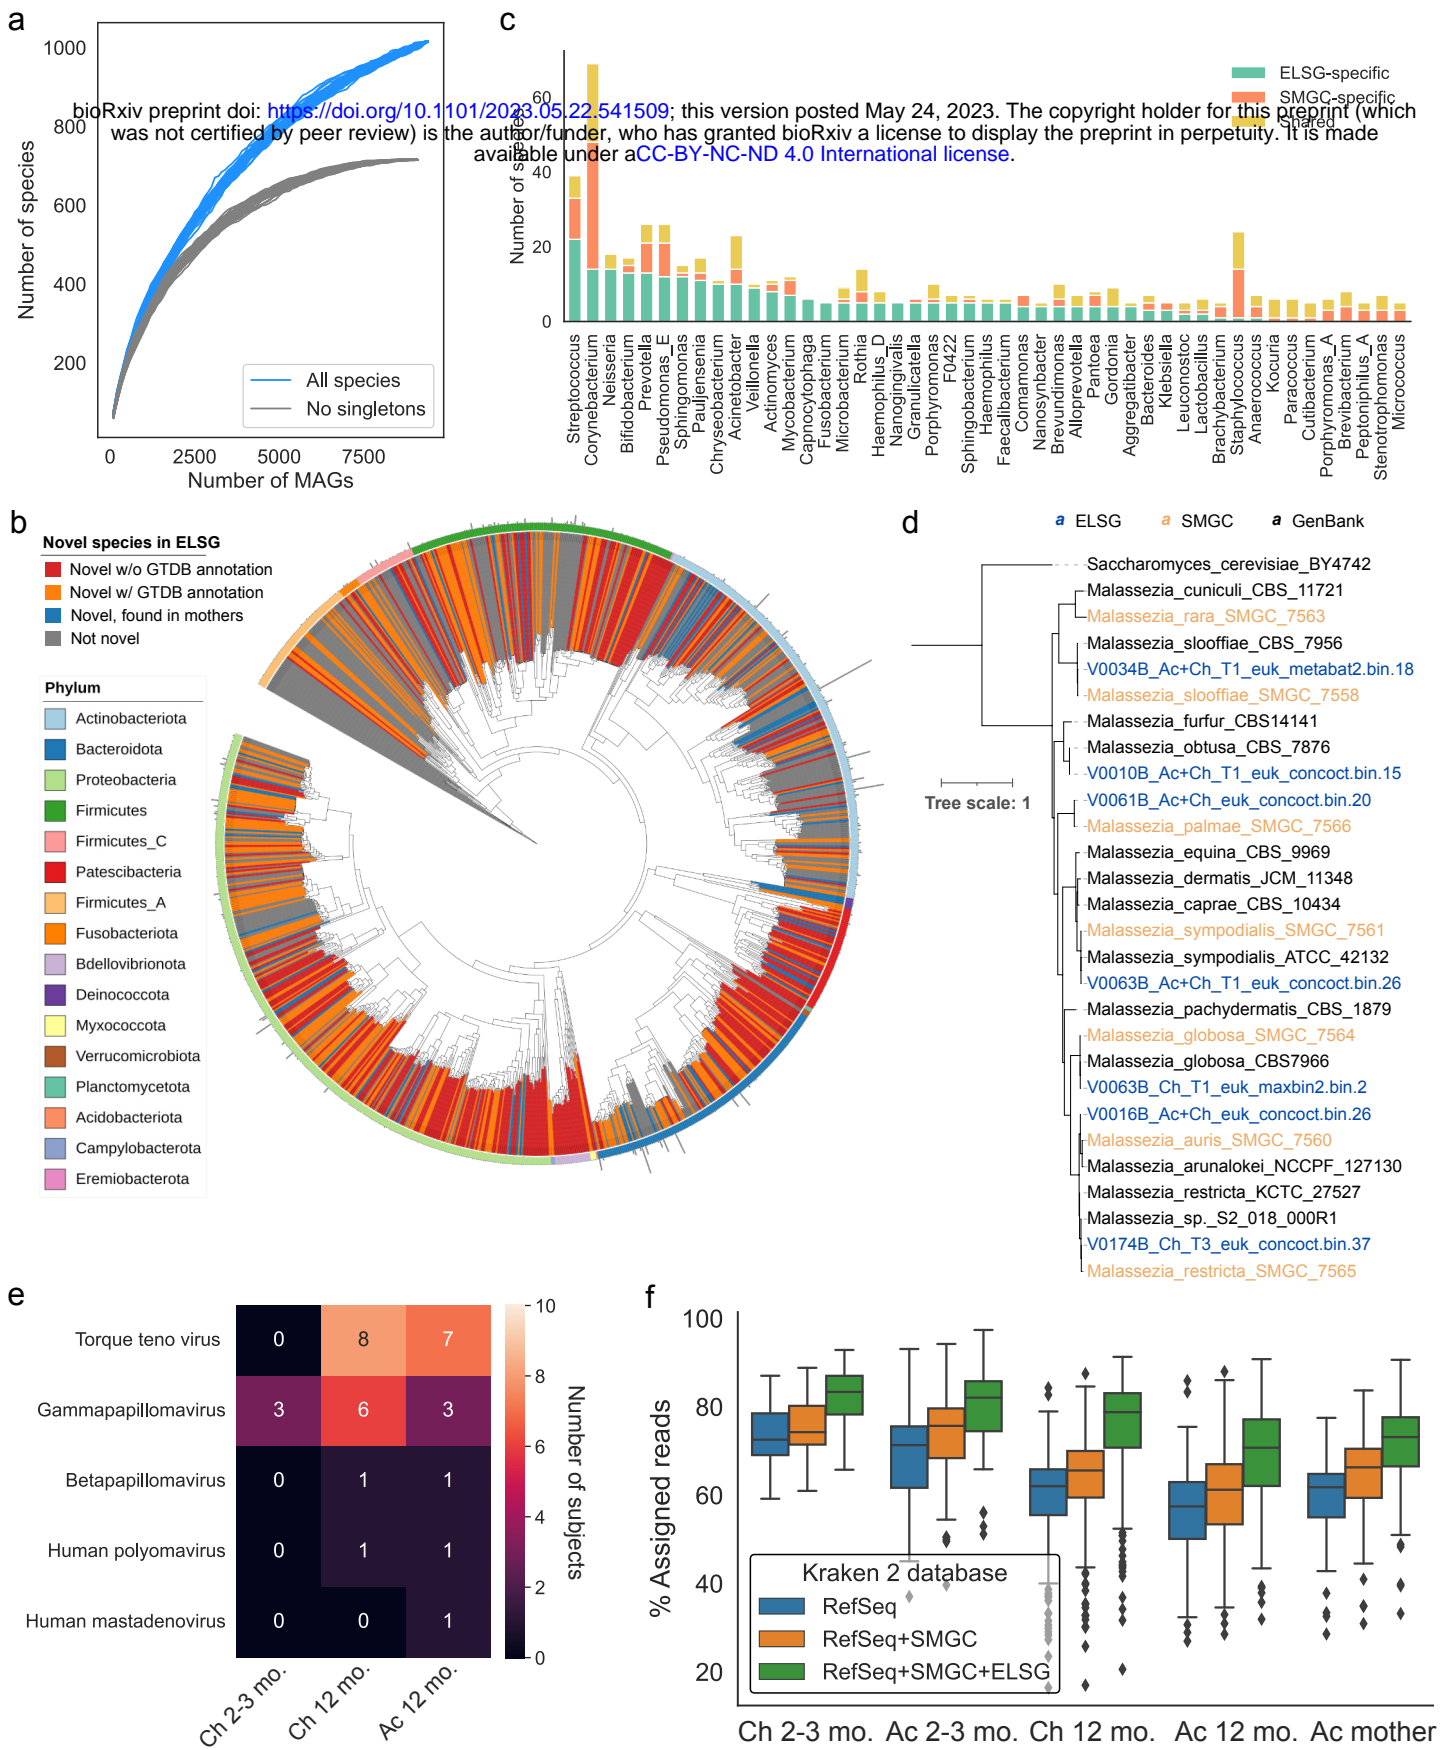 a
1000
800
600
400
200
Number of species
All species
No singletons
0
2500
5000
7500
Number of MAGs
c
60
40
20
0
Number of species
ELSG-specific
SMGC-specific
Shared
bioRxiv preprint doi: https://doi.org/10.1101/2023.05.22.541509; this version posted May 24, 2023. The copyright holder for this preprint (which
was not certified by peer review) is the author/funder, who has granted bioRxiv a license to display the preprint in perpetuity. It is made
available under aCC-BY-NC-ND 4.0 International license.
Streptococcus
Corynebacterium
Neisseria
Bifidobacterium
Prevotella
Pseudomonas_E
Sphingomonas
Pauljensenia
Chryseobacterium
Acinetobacter
Veillonella
Actinomyces
Mycobacterium
Capnocytophaga
Fusobacterium
Microbacterium
Rothia
Haemophilus_D
Nanogingivalis
Granulicatella
Porphyromonas
F0422
Sphingobacterium
Haemophilus
Faecalibacterium
Comamonas
Nanosynbacter
Brevundimonas
Alloprevotella
Pantoea
Gordonia
Aggregatibacter
Bacteroides
Klebsiella
Leuconostoc
Lactobacillus
Brachybacterium
Staphylococcus
Anaerococcus
Kocuria
Paracoccus
Cutibacterium
Porphyromonas_A
Brevibacterium
Peptoniphilus_A
Stenotrophomonas
Micrococcus
b
Novel species in ELSG
Novel w/o GTDB annotation
Novel w/ GTDB annotation
Novel, found in mothers
Not novel
Phylum
Actinobacteriota
Bacteroidota
Proteobacteria
Firmicutes
Firmicutes_C
Patescibacteria
Firmicutes_A
Fusobacteriota
Bdellovibrionota
Deinococcota
Myxococcota
Verrucomicrobiota
Planctomycetota
Acidobacteriota
Campylobacterota
Eremiobacterota
d
a ELSG
a SMGC
a GenBank
Saccharomyces_cerevisiae_BY4742
Malassezia_cuniculi_CBS_11721
Malassezia_rara_SMGC_7563
Malassezia_slooffiae_CBS_7956
V0034B_Ac+Ch_T1_euk_metabat2.bin.18
Malassezia_slooffiae_SMGC_7558
Malassezia_furfur_CBS14141
Malassezia_obtusa_CBS_7876
V0010B_Ac+Ch_T1_euk_concoct.bin.15
V0061B_Ac+Ch_euk_concoct.bin.20
Malassezia_palmae_SMGC_7566
Malassezia_equina_CBS_9969
Malassezia_dermatis_JCM_11348
Malassezia_caprae_CBS_10434
Malassezia_sympodialis_SMGC_7561
Malassezia_sympodialis_ATCC_42132
V0063B_Ac+Ch_T1_euk_concoct.bin.26
Malassezia_pachydermatis_CBS_1879
Malassezia_globosa_SMGC_7564
Malassezia_globosa_CBS7966
V0063B_Ch_T1_euk_maxbin2.bin.2
V0016B_Ac+Ch_euk_concoct.bin.26
Malassezia_auris_SMGC_7560
Malassezia_arunalokei_NCCPF_127130
Malassezia_restricta_KCTC_27527
Malassezia_sp._S2_018_000R1
V0174B_Ch_T3_euk_concoct.bin.37
Malassezia_restricta_SMGC_7565
Tree scale: 1
e
Torque teno virus
0 8 7
Gammapapillomavirus
3 6 3
Betapapillomavirus
0 1 1
Human polyomavirus
0 1 1
Human mastadenovirus
0 0 1
Ch 2-3 mo.
Ch 12 mo.
Ac 12 mo.
10
8
6
4
2
0
Number of subjects
f
100
80
60
40
20
% Assigned reads
Kraken 2 database
RefSeq
RefSeq+SMGC
RefSeq+SMGC+ELSG
Ch 2-3 mo.
Ac 2-3 mo.
Ch 12 mo.
Ac 12 mo.
Ac mother